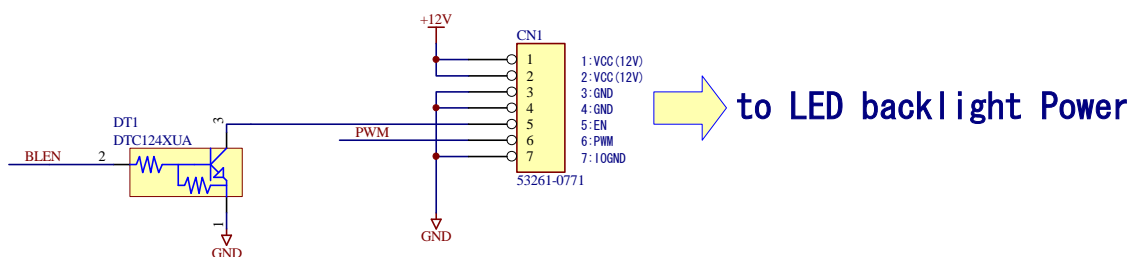 +12V
CN1
1 1:VCC(12V)
2 2:VCC(12V)
3 3:GND
4 4:GND
5 5:EN
6 6:PWM
7 7:IOGND
53261-0771
to LED backlight Power
PWM
GND
DT1
DTC124XUA
3
BLEN
2
1
GND